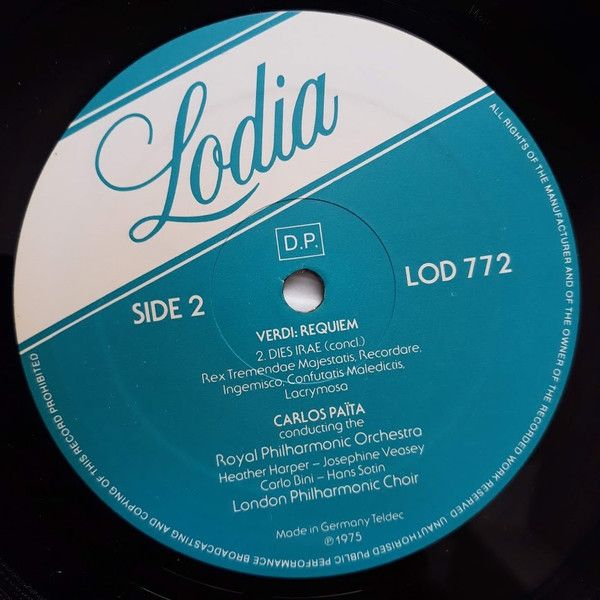 Lodia
D.P.
SIDE 2
LOD 772
VERDI: REQUIEM
2. DIES IRAE (concl.)
Rex Tremendae Majestatis, Recordare,
Ingemisco, Confutatis Maledictis,
Lacrymosa
CARLOS PAÏTA
conducting the
Royal Philharmonic Orchestra
Heather Harper – Josephine Veasey
Carlo Bini – Hans Sotin
London Philharmonic Choir
Made in Germany Teldec
℗ 1975
ALL RIGHTS OF THE MANUFACTURER AND OF THE OWNER OF THE RECORDED WORK RESERVED UNAUTHORISED PUBLIC PERFORMANCE BROADCASTING AND COPYING OF THIS RECORD PROHIBITED